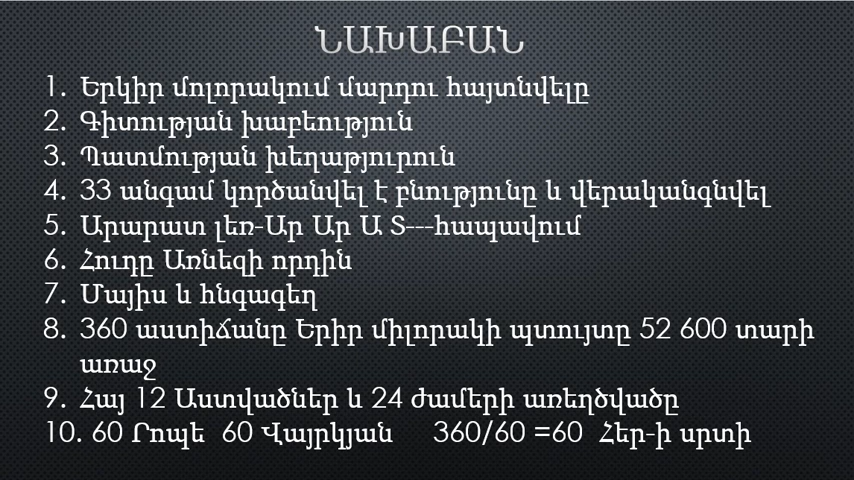 ՆԱԽԱԲԱՆ
1. Երկիր մոլորակում մարդու հայտնվելը
2. Գիտության խաբեություն
3. Պատմության խեղաթյուրուն
4. 33 անգամ կործանվել է բնությունը և վերականգնվել
5. Արարատ լեռ-Ար Ար Ա Տ---հապավում
6. Հուդը Առնեզի որդին
7. Մայիս և հնգագեղ
8. 360 աստիճանը Երիր միլորակի պտույտը 52 600 տարի
առաջ
9. Հայ 12 Աստվածներ և 24 ժամերի առեղծվածը
10. 60 Րոպե 60 Վայրկյան 360/60 =60 Հեր-ի սրտի